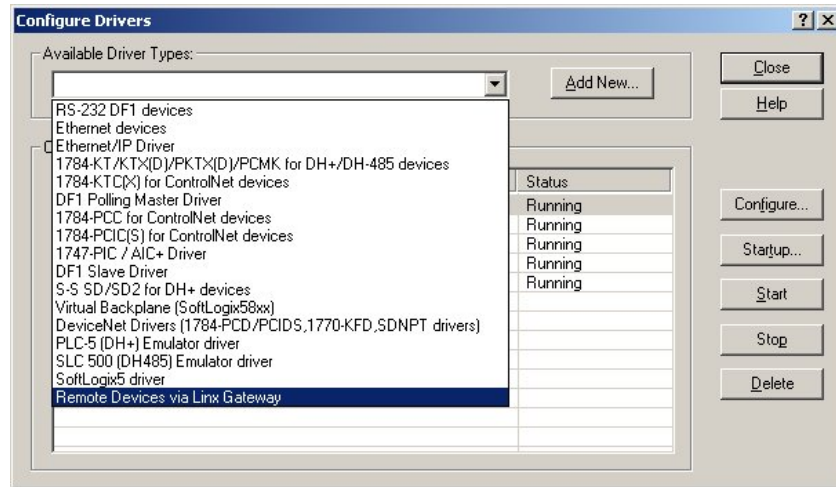 Configure Drivers
Available Driver Types:
Add New...
Close
Help
RS-232 DF1 devices
Ethernet devices
Ethernet/IP Driver
1784-KT/KTX(D)/PKTX(D)/PCMK for DH+/DH-485 devices
1784-KTC(X) for ControlNet devices
DF1 Polling Master Driver
1784-PCC for ControlNet devices
1784-PCIC(S) for ControlNet devices
1747-PIC / AIC+ Driver
DF1 Slave Driver
S-S SD/SD2 for DH+ devices
Virtual Backplane (SoftLogix58xx)
DeviceNet Drivers (1784-PCD/PCIDS,1770-KFD,SDNPT drivers)
PLC-5 (DH+) Emulator driver
SLC 500 (DH485) Emulator driver
SoftLogix5 driver
Remote Devices via Linx Gateway
Status
Running
Running
Running
Running
Running
Configure...
Startup...
Start
Stop
Delete